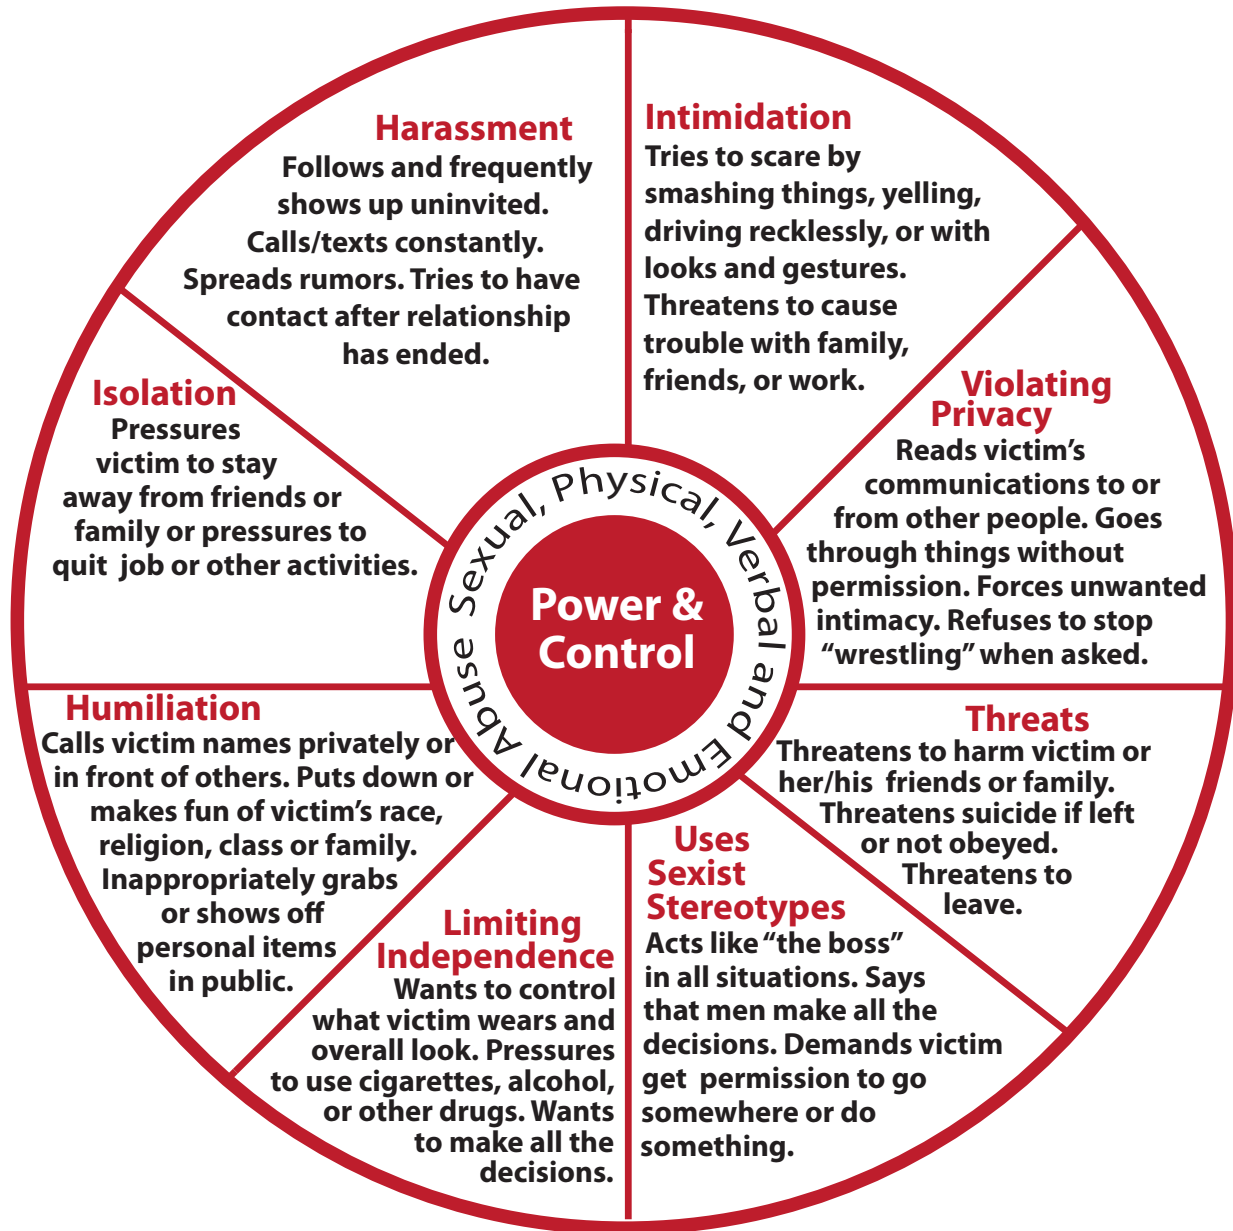 Harassment
Follows and frequently
shows up uninvited.
Calls/texts constantly.
Spreads rumors. Tries to have
contact after relationship
has ended.
Intimidation
Tries to scare by
smashing things, yelling,
driving recklessly, or with
looks and gestures.
Threatens to cause
trouble with family,
friends, or work.
Violating
Privacy
Reads victim's
communications to or
from other people. Goes
through things without
permission. Forces unwanted
intimacy. Refuses to stop
“wrestling” when asked.
Threats
Threatens to harm victim or
her/his friends or family.
Threatens suicide if left
or not obeyed.
Threatens to
leave.
Uses
Sexist
Stereotypes
Acts like “the boss”
in all situations. Says
that men make all the
decisions. Demands victim
get permission to go
somewhere or do
something.
Limiting
Independence
Wants to control
what victim wears and
overall look. Pressures
to use cigarettes, alcohol,
or other drugs. Wants
to make all the
decisions.
Humiliation
Calls victim names privately or
in front of others. Puts down or
makes fun of victim's race,
religion, class or family.
Inappropriately grabs
or shows off
personal items
in public.
Isolation
Pressures
victim to stay
away from friends or
family or pressures to
quit job or other activities.
Sexual, Physical, Verbal and Emotional Abuse
Power &
Control